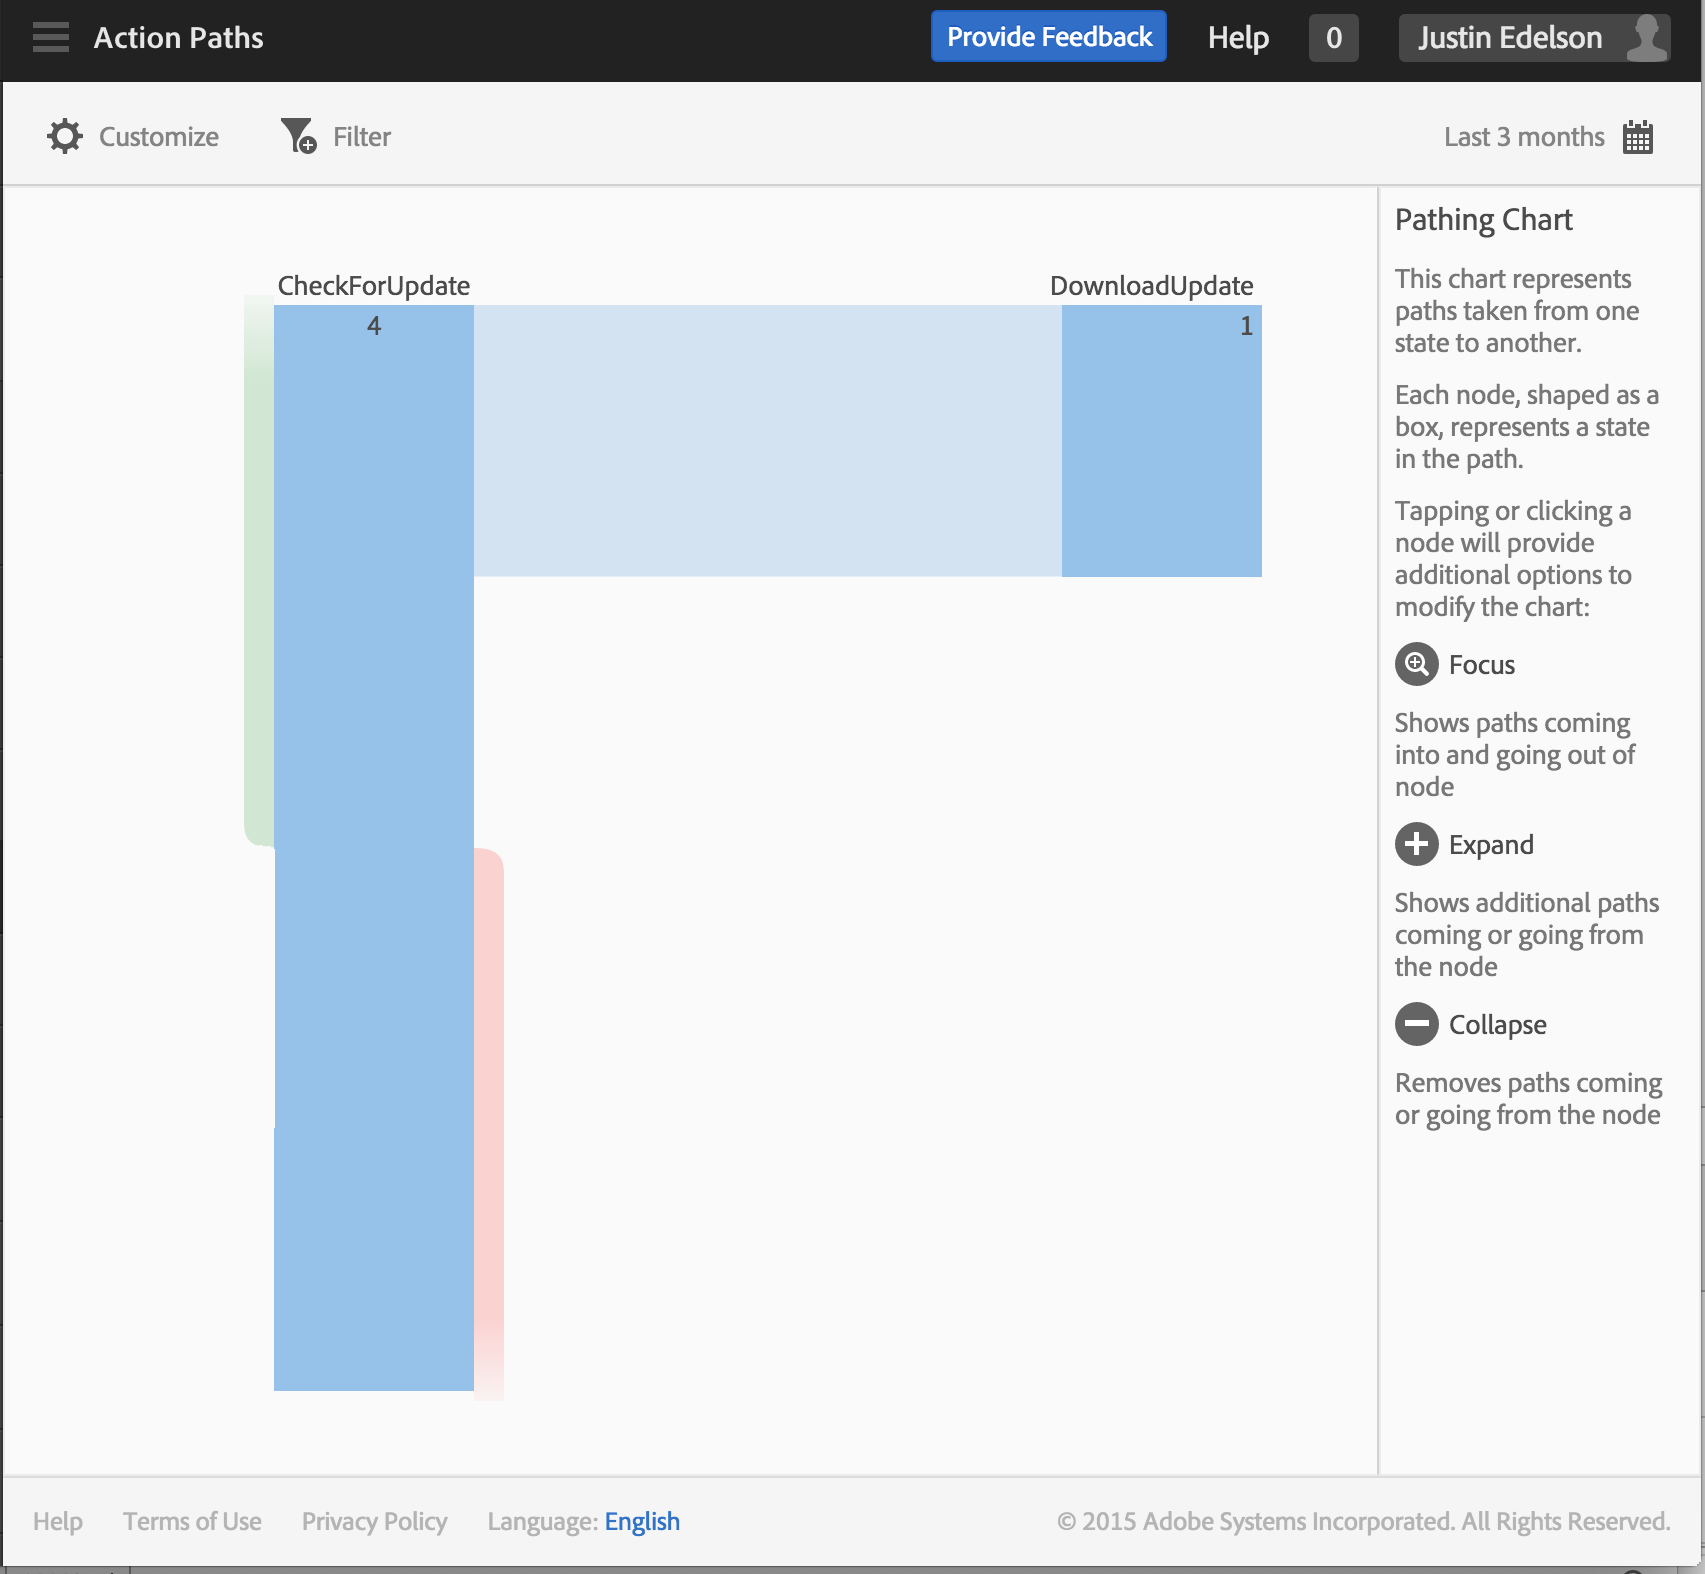 Action Paths
Provide Feedback
Help
0
Justin Edelson
Customize
Filter
Last 3 months
CheckForUpdate
4
DownloadUpdate
1
Pathing Chart
This chart represents
paths taken from one
state to another.
Each node, shaped as a
box, represents a state
in the path.
Tapping or clicking a
node will provide
additional options to
modify the chart:
Focus
Shows paths coming
into and going out of
node
Expand
Shows additional paths
coming or going from
the node
Collapse
Removes paths coming
or going from the node
Help
Terms of Use
Privacy Policy
Language: English
© 2015 Adobe Systems Incorporated. All Rights Reserved.